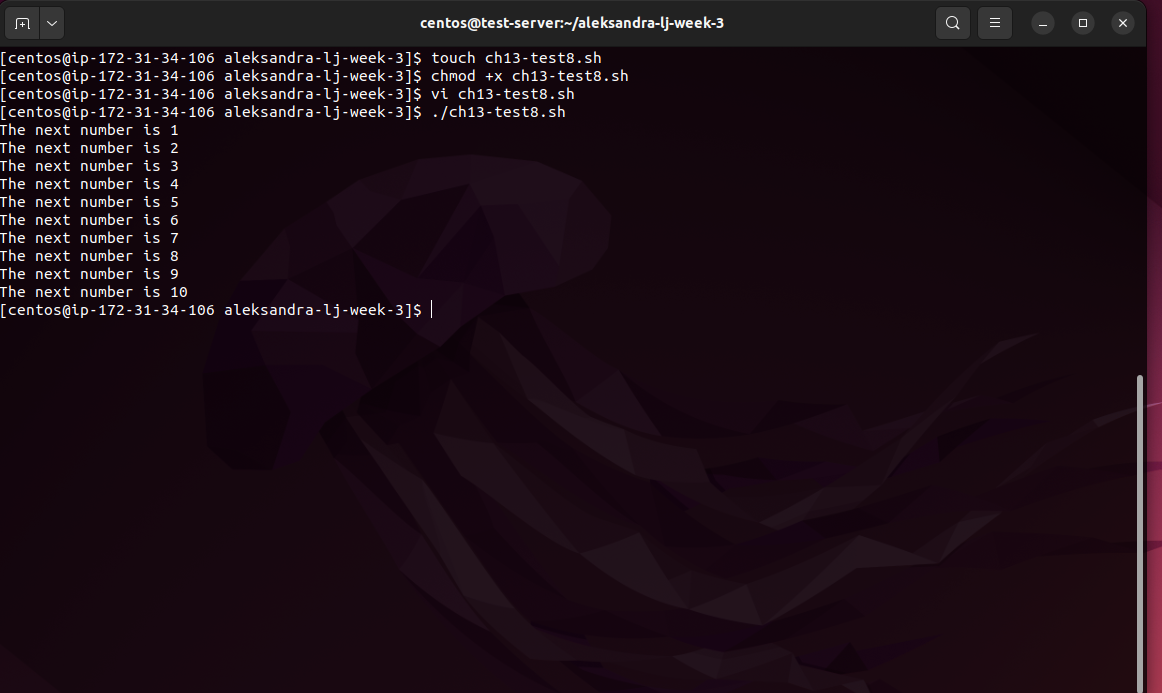 centos@test-server:~/aleksandra-lj-week-3
[centos@ip-172-31-34-106 aleksandra-lj-week-3]$ touch ch13-test8.sh
[centos@ip-172-31-34-106 aleksandra-lj-week-3]$ chmod +x ch13-test8.sh
[centos@ip-172-31-34-106 aleksandra-lj-week-3]$ vi ch13-test8.sh
[centos@ip-172-31-34-106 aleksandra-lj-week-3]$ ./ch13-test8.sh
The next number is 1
The next number is 2
The next number is 3
The next number is 4
The next number is 5
The next number is 6
The next number is 7
The next number is 8
The next number is 9
The next number is 10
[centos@ip-172-31-34-106 aleksandra-lj-week-3]$